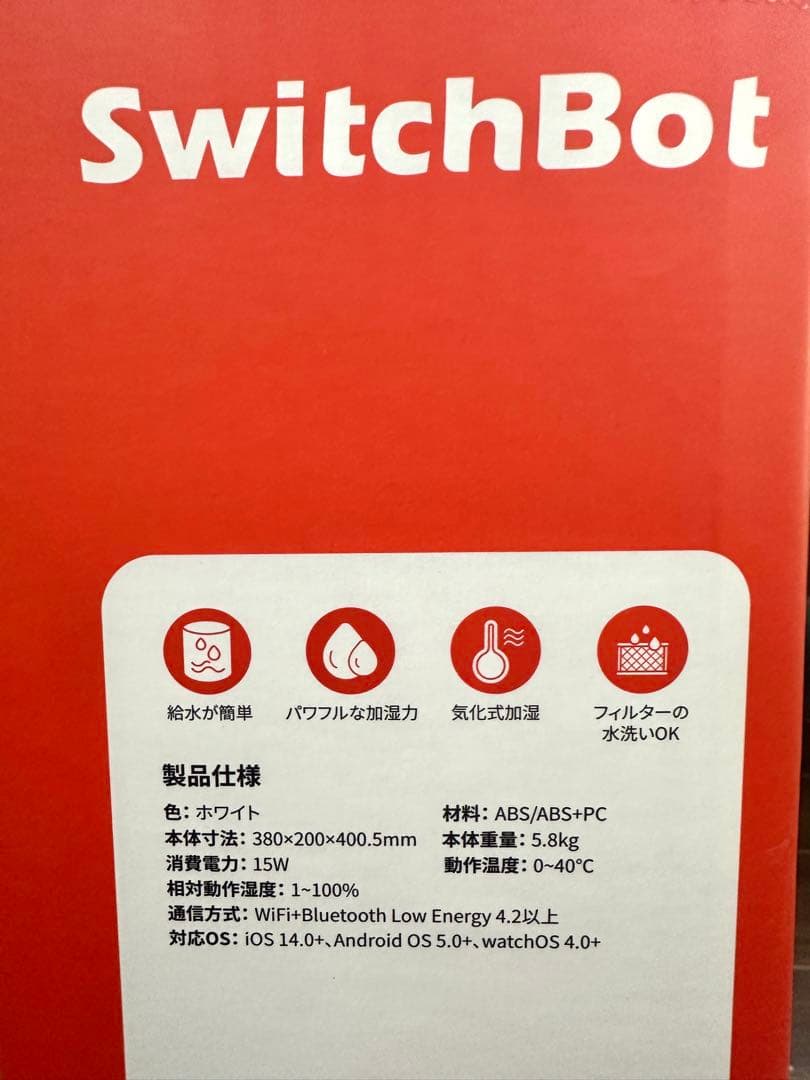 SwitchBot
給水が簡単
パワフルな加湿力
気化式加湿
フィルターの
水洗いOK
製品仕様
色：ホワイト 材料：ABS/ABS+PC
本体寸法：380×200×400.5mm 本体重量：5.8kg
消費電力：15W 動作温度：0~40℃
相対動作湿度：1~100%
通信方式：WiFi+Bluetooth Low Energy 4.2以上
対応OS：iOS 14.0+、Android OS 5.0+、watchOS 4.0+